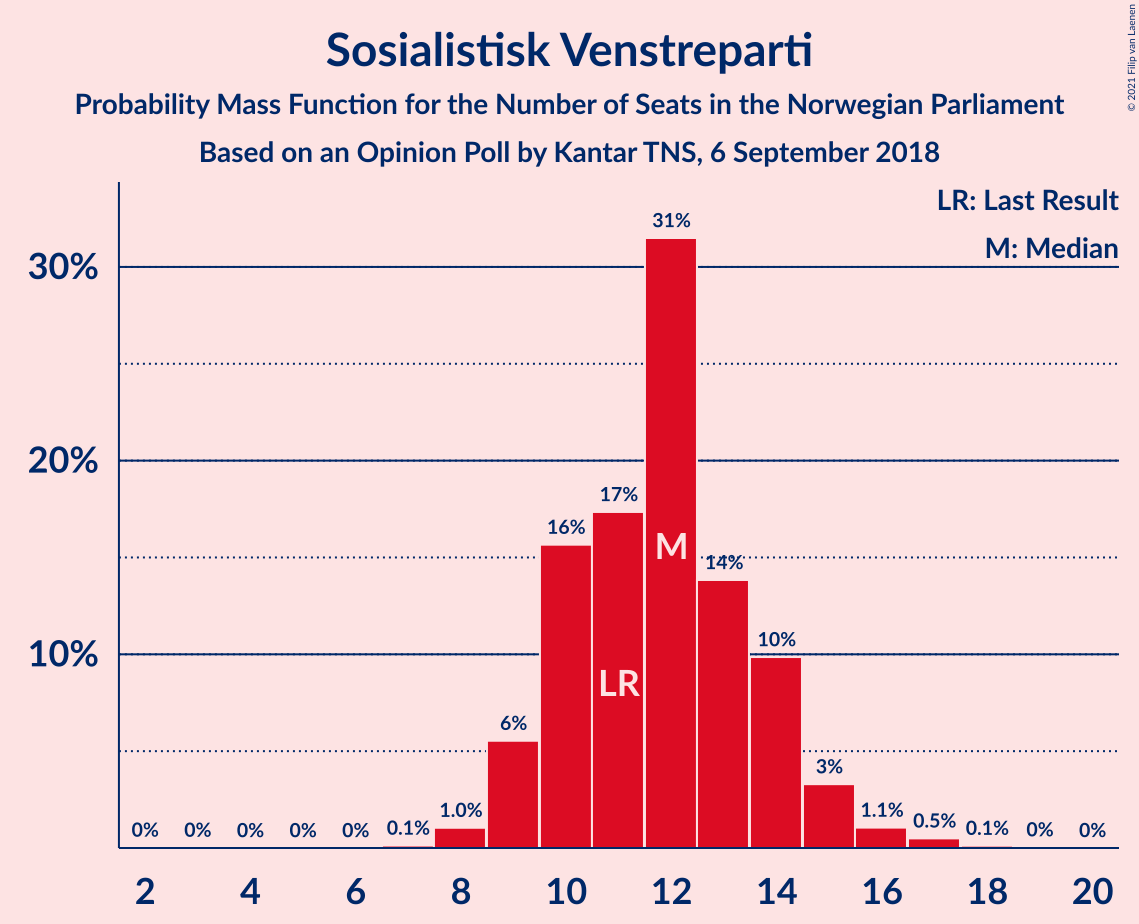 Sosialistisk Venstreparti
Probability Mass Function for the Number of Seats in the Norwegian Parliament
Based on an Opinion Poll by Kantar TNS, 6 September 2018
© 2021 Filip van Laenen
LR: Last Result
M: Median
30%
20%
10%
0% 0% 0% 0% 0% 0.1% 1.0% 6% 16% 17% 31% 14% 10% 3% 1.1% 0.5% 0.1% 0% 0%
M
LR
2 4 6 8 10 12 14 16 18 20